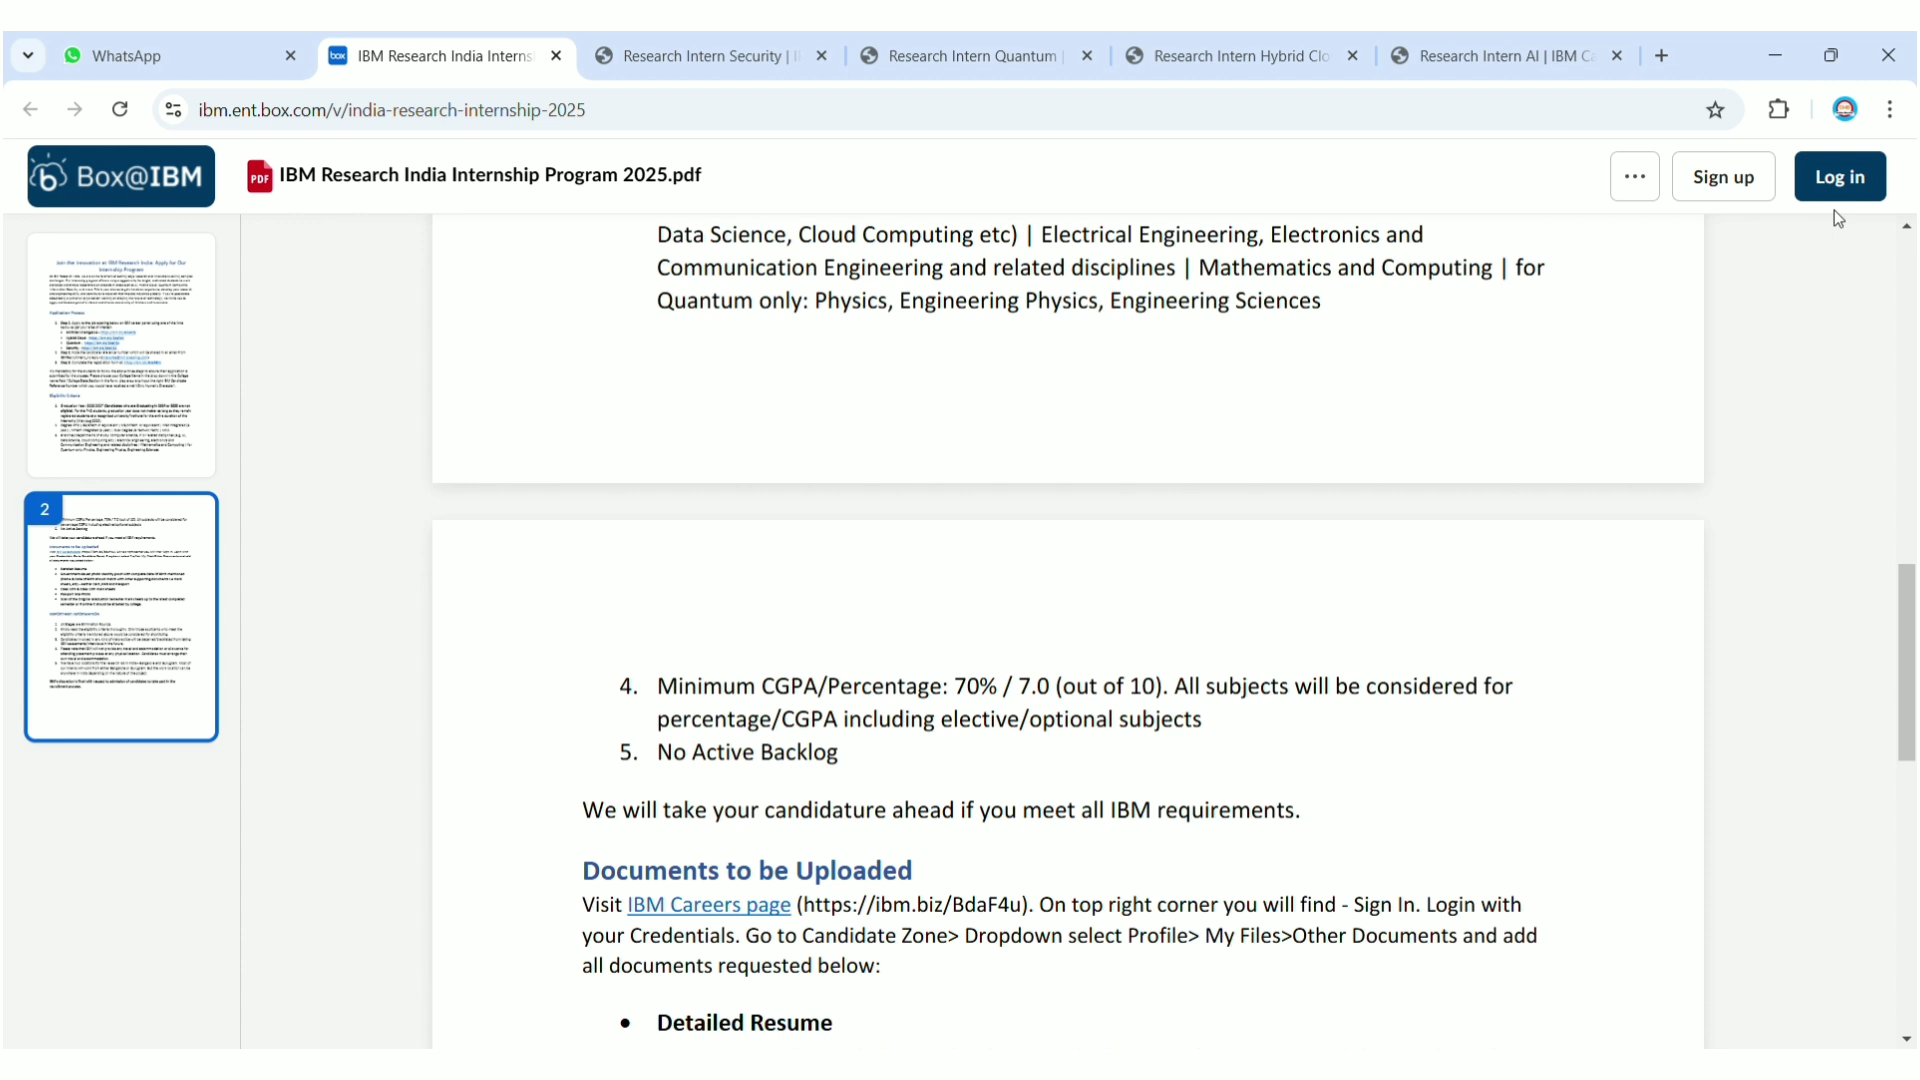 WhatsApp
IBM Research India Interns
Research Intern Security |
Research Intern Quantum |
Research Intern Hybrid Clo
Research Intern AI | IBM Ca
ibm.ent.box.com/v/india-research-internship-2025
Box@IBM
PDF
IBM Research India Internship Program 2025.pdf
Sign up
Log in
Data Science, Cloud Computing etc) | Electrical Engineering, Electronics and
Communication Engineering and related disciplines | Mathematics and Computing | for
Quantum only: Physics, Engineering Physics, Engineering Sciences
2
4. Minimum CGPA/Percentage: 70% / 7.0 (out of 10). All subjects will be considered for
percentage/CGPA including elective/optional subjects
5. No Active Backlog
We will take your candidature ahead if you meet all IBM requirements.
Documents to be Uploaded
Visit IBM Careers page (https://ibm.biz/BdaF4u). On top right corner you will find - Sign In. Login with
your Credentials. Go to Candidate Zone> Dropdown select Profile> My Files>Other Documents and add
all documents requested below:
• Detailed Resume